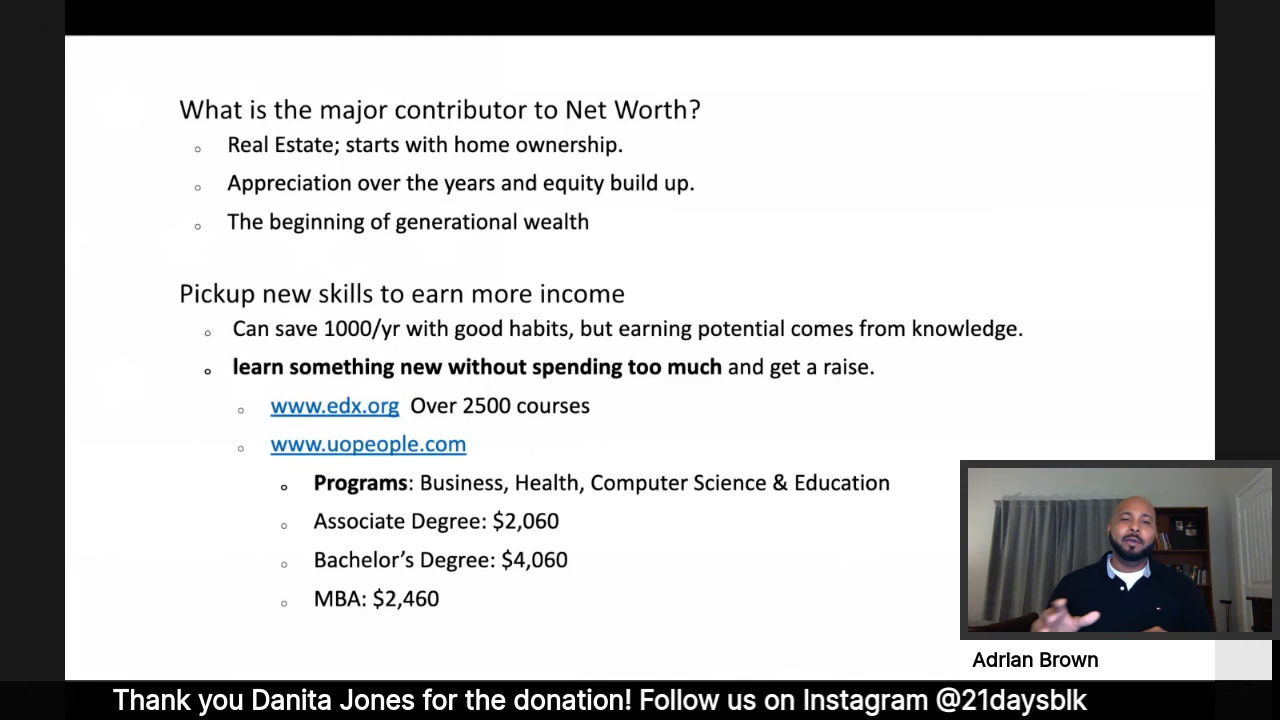 What is the major contributor to Net Worth?
Real Estate; starts with home ownership.
Appreciation over the years and equity build up.
The beginning of generational wealth
Pickup new skills to earn more income
Can save 1000/yr with good habits, but earning potential comes from knowledge.
learn something new without spending too much and get a raise.
www.edx.org Over 2500 courses
www.uopeople.com
Programs: Business, Health, Computer Science & Education
Associate Degree: $2,060
Bachelor’s Degree: $4,060
MBA: $2,460
Adrian Brown
Thank you Danita Jones for the donation! Follow us on Instagram @21daysblk